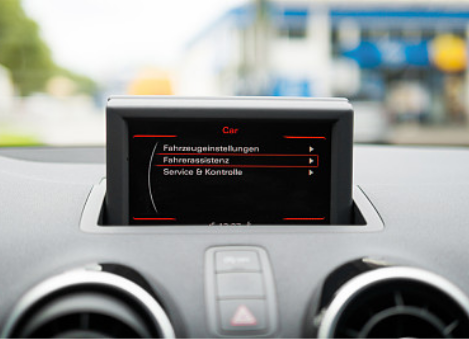 Car
Fahrzeugeinstellungen
Fahrerassistenz
Service & Kontrolle